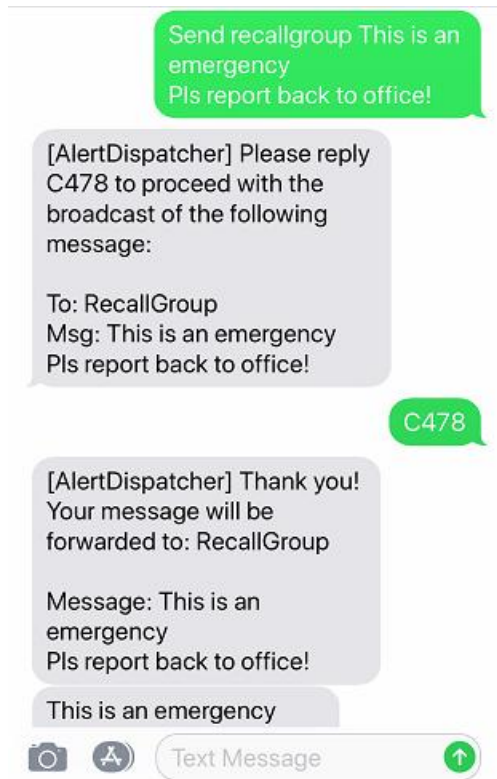 Send recallgroup This is an
emergency
Pls report back to office!
[AlertDispatcher] Please reply
C478 to proceed with the
broadcast of the following
message:
To: RecallGroup
Msg: This is an emergency
Pls report back to office!
C478
[AlertDispatcher] Thank you!
Your message will be
forwarded to: RecallGroup
Message: This is an
emergency
Pls report back to office!
This is an emergency
Text Message